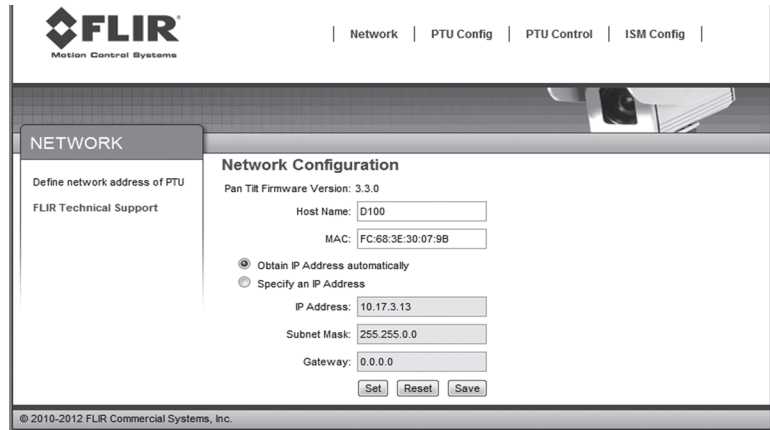 FLIR
Motion Control Systems
| Network | PTU Config | PTU Control | ISM Config |
NETWORK
Define network address of PTU
FLIR Technical Support
Network Configuration
Pan Tilt Firmware Version: 3.3.0
Host Name: D100
MAC: FC:68:3E:30:07:9B
Obtain IP Address automatically
Specify an IP Address
IP Address: 10.17.3.13
Subnet Mask: 255.255.0.0
Gateway: 0.0.0.0
Set Reset Save
© 2010-2012 FLIR Commercial Systems, Inc.